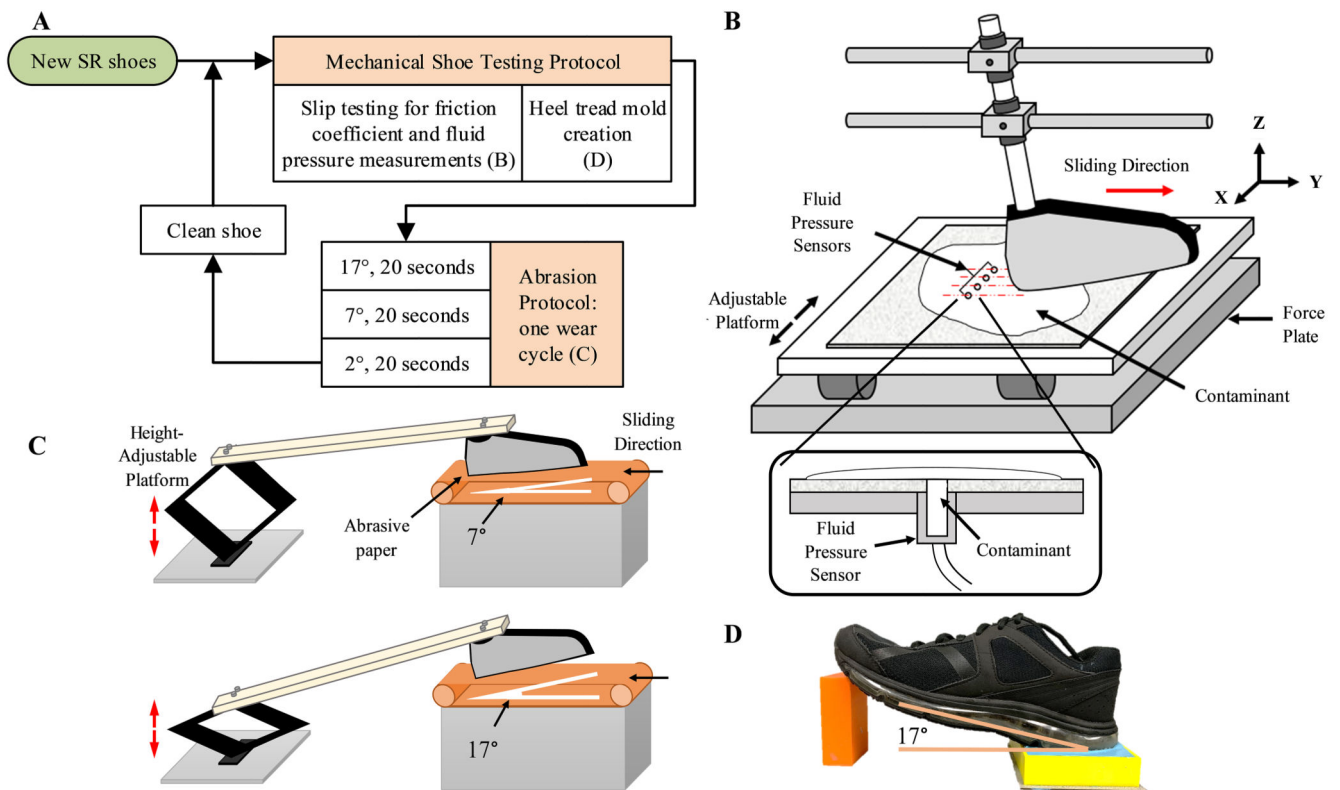 A
New SR shoes
Mechanical Shoe Testing Protocol
Slip testing for friction
coefficient and fluid
pressure measurements (B)
Heel tread mold
creation
(D)
Clean shoe
17°, 20 seconds
7°, 20 seconds
2°, 20 seconds
Abrasion
Protocol:
one wear
cycle (C)
B
Z
Y
X
Sliding Direction
Fluid
Pressure
Sensors
Adjustable
Platform
Force
Plate
Contaminant
Fluid
Pressure
Sensor
Contaminant
C
Height-
Adjustable
Platform
Sliding
Direction
Abrasive
paper
7°
17°
D
17°